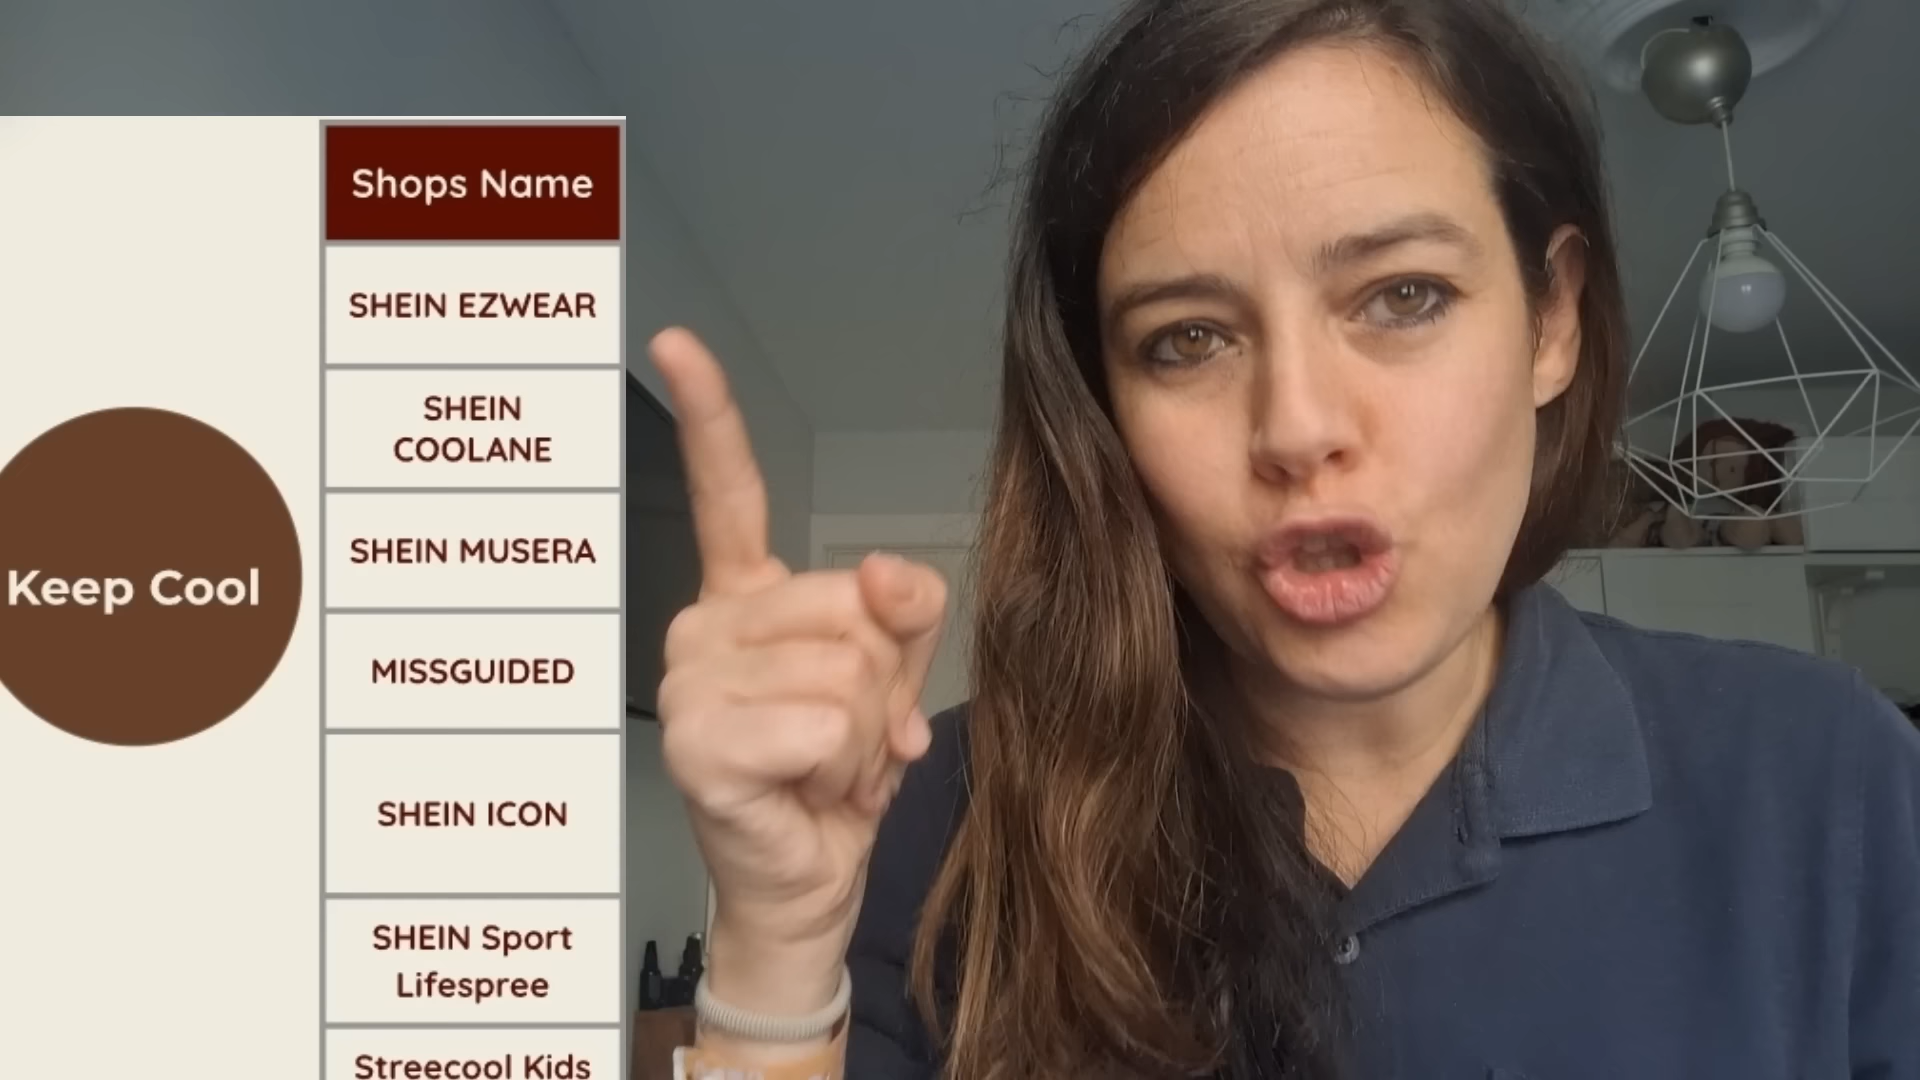 Shops Name
SHEIN EZWEAR
SHEIN
COOLANE
SHEIN MUSERA
Keep Cool
MISSGUIDED
SHEIN ICON
SHEIN Sport
Lifespree
Streecool Kids